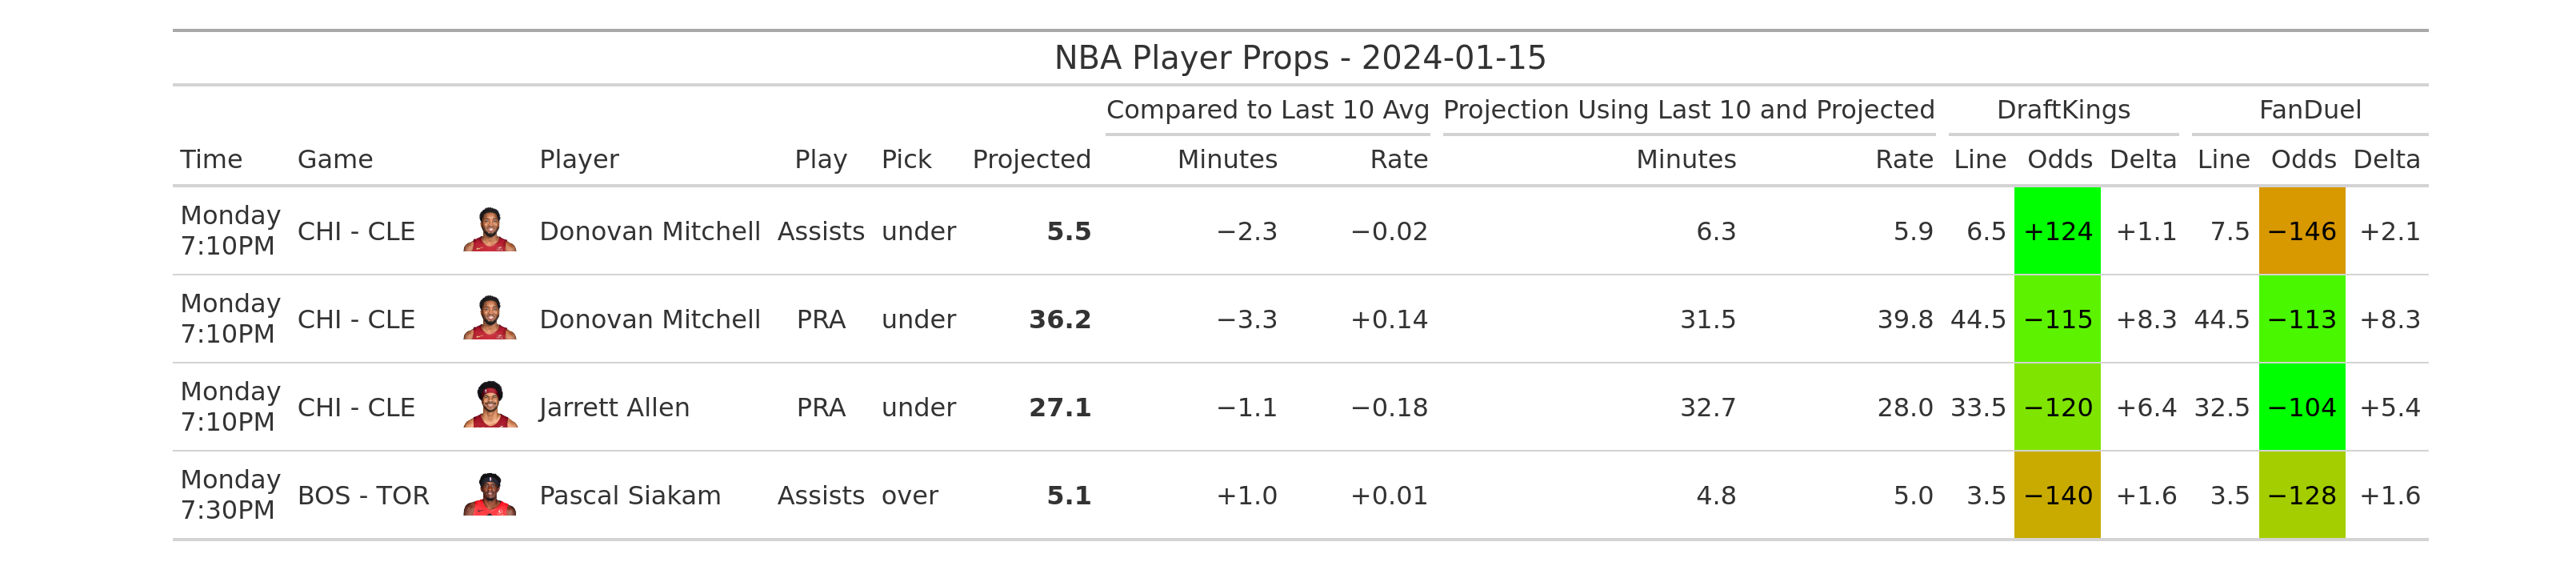 NBA Player Props - 2024-01-15
Compared to Last 10 Avg Projection Using Last 10 and Projected DraftKings FanDuel
Time Game Player Play Pick Projected Minutes Rate Minutes Rate Line Odds Delta Line Odds Delta
Monday
7:10PM CHI - CLE Donovan Mitchell Assists under 5.5 −2.3 −0.02 6.3 5.9 6.5 +124 +1.1 7.5 −146 +2.1
Monday
7:10PM CHI - CLE Donovan Mitchell PRA under 36.2 −3.3 +0.14 31.5 39.8 44.5 −115 +8.3 44.5 −113 +8.3
Monday
7:10PM CHI - CLE Jarrett Allen PRA under 27.1 −1.1 −0.18 32.7 28.0 33.5 −120 +6.4 32.5 −104 +5.4
Monday
7:30PM BOS - TOR Pascal Siakam Assists over 5.1 +1.0 +0.01 4.8 5.0 3.5 −140 +1.6 3.5 −128 +1.6